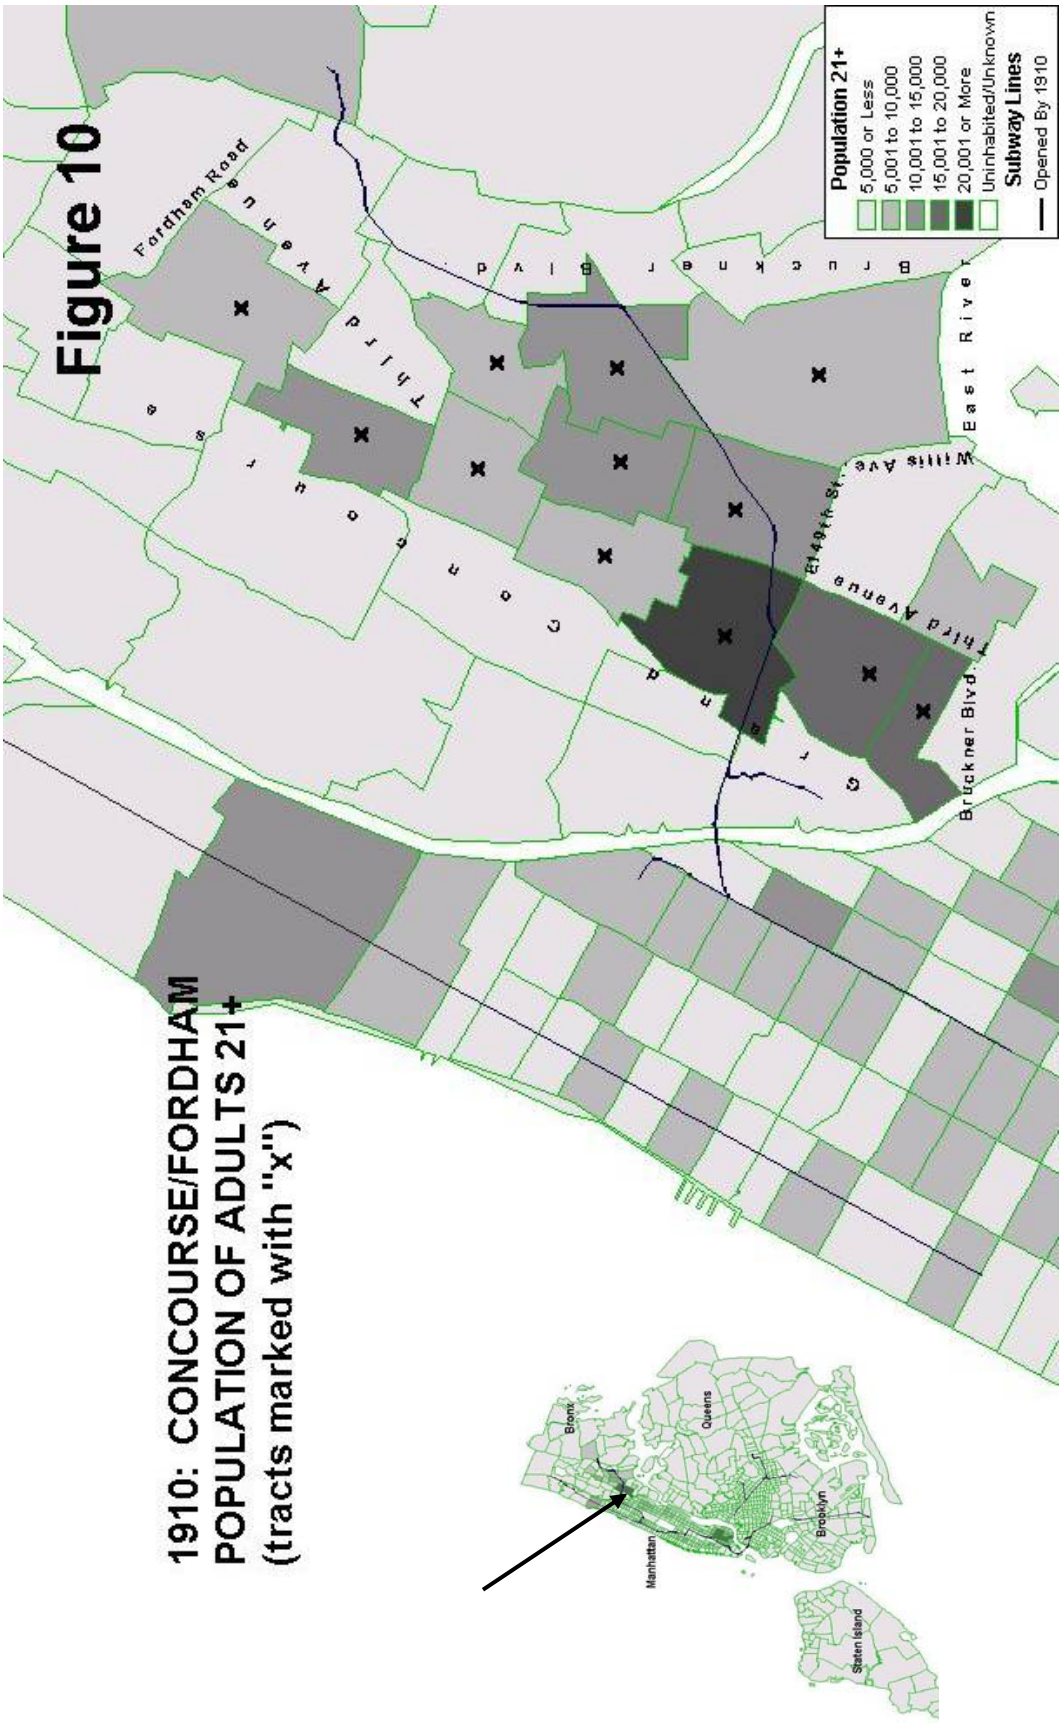 Figure 10
1910: CONCOURSE/FORDHAM
POPULATION OF ADULTS 21+
(tracts marked with "x")
Fordham Road
Third Avenue
Grand Concourse
Bruckner Blvd.
E149th St.
Willis Ave.
Third Avenue
Bruckner Blvd.
East River
Population 21+
5,000 or Less
5,001 to 10,000
10,001 to 15,000
15,001 to 20,000
20,001 or More
Uninhabited/Unknown
Subway Lines
Opened By 1910
Bronx
Manhattan
Queens
Brooklyn
Staten Island
x
x
x
x
x
x
x
x
x
x
x
x